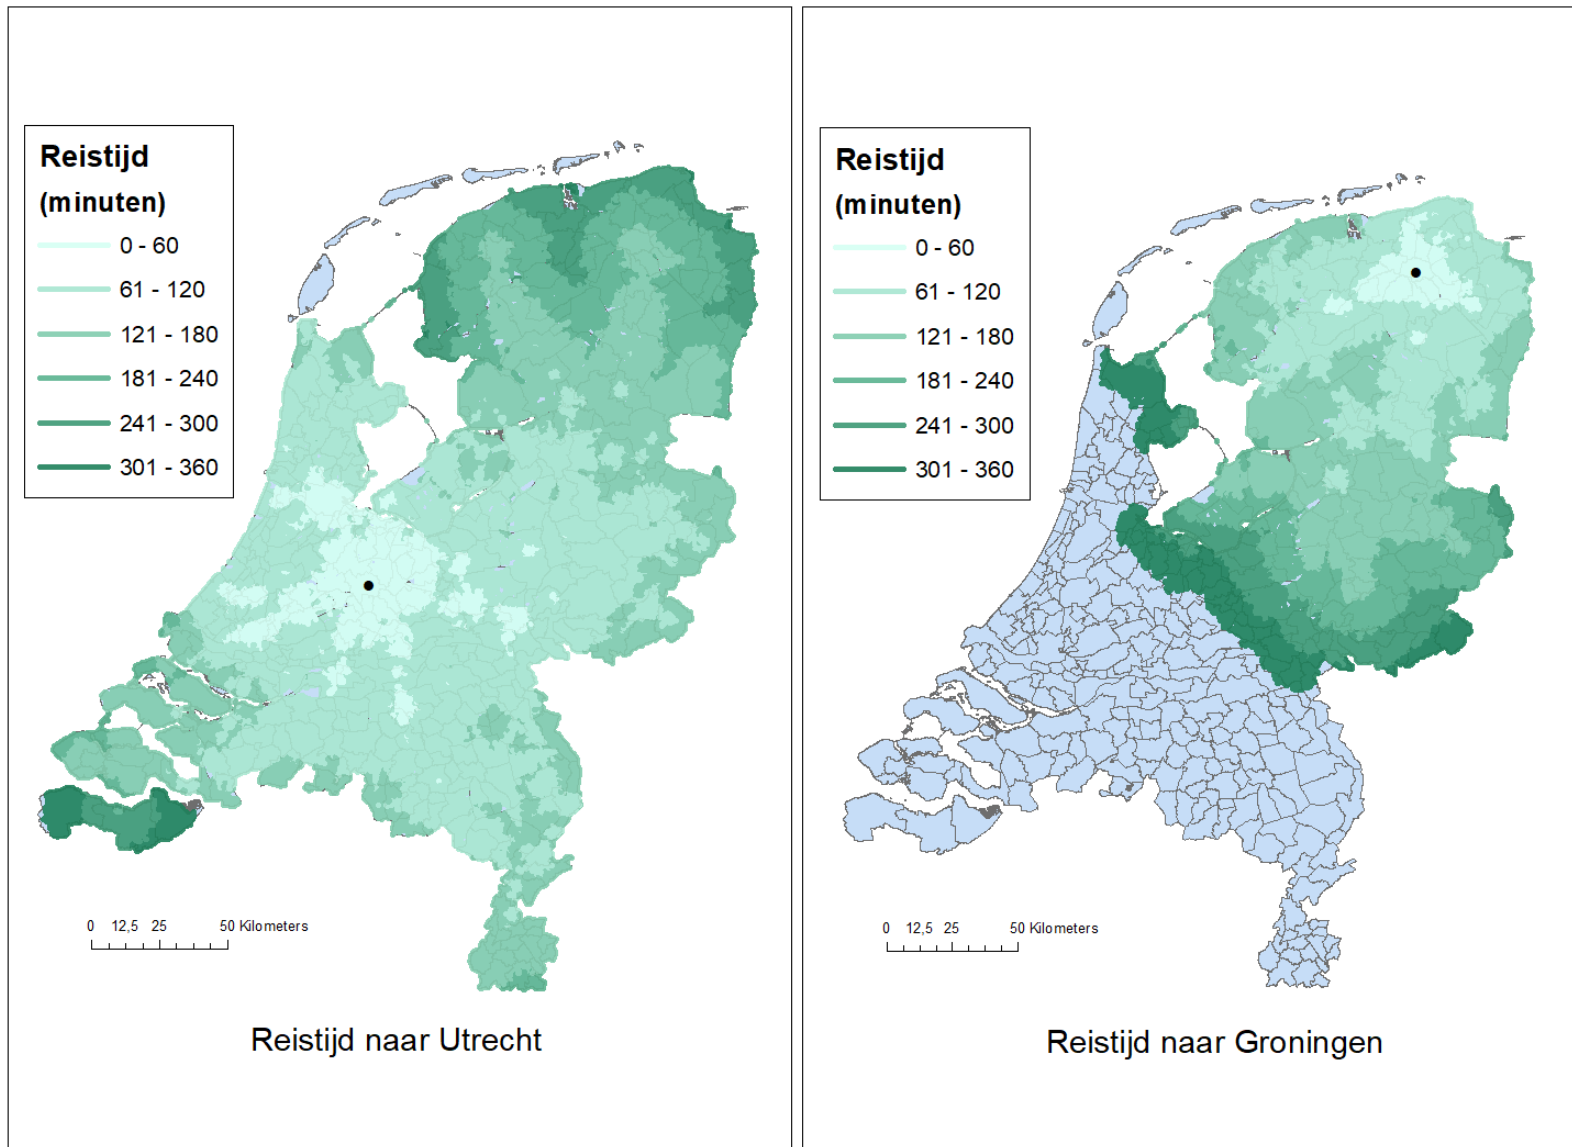 Reistijd
(minuten)
0 - 60
61 - 120
121 - 180
181 - 240
241 - 300
301 - 360
0 12,5 25 50 Kilometers
Reistijd naar Utrecht
Reistijd
(minuten)
0 - 60
61 - 120
121 - 180
181 - 240
241 - 300
301 - 360
0 12,5 25 50 Kilometers
Reistijd naar Groningen